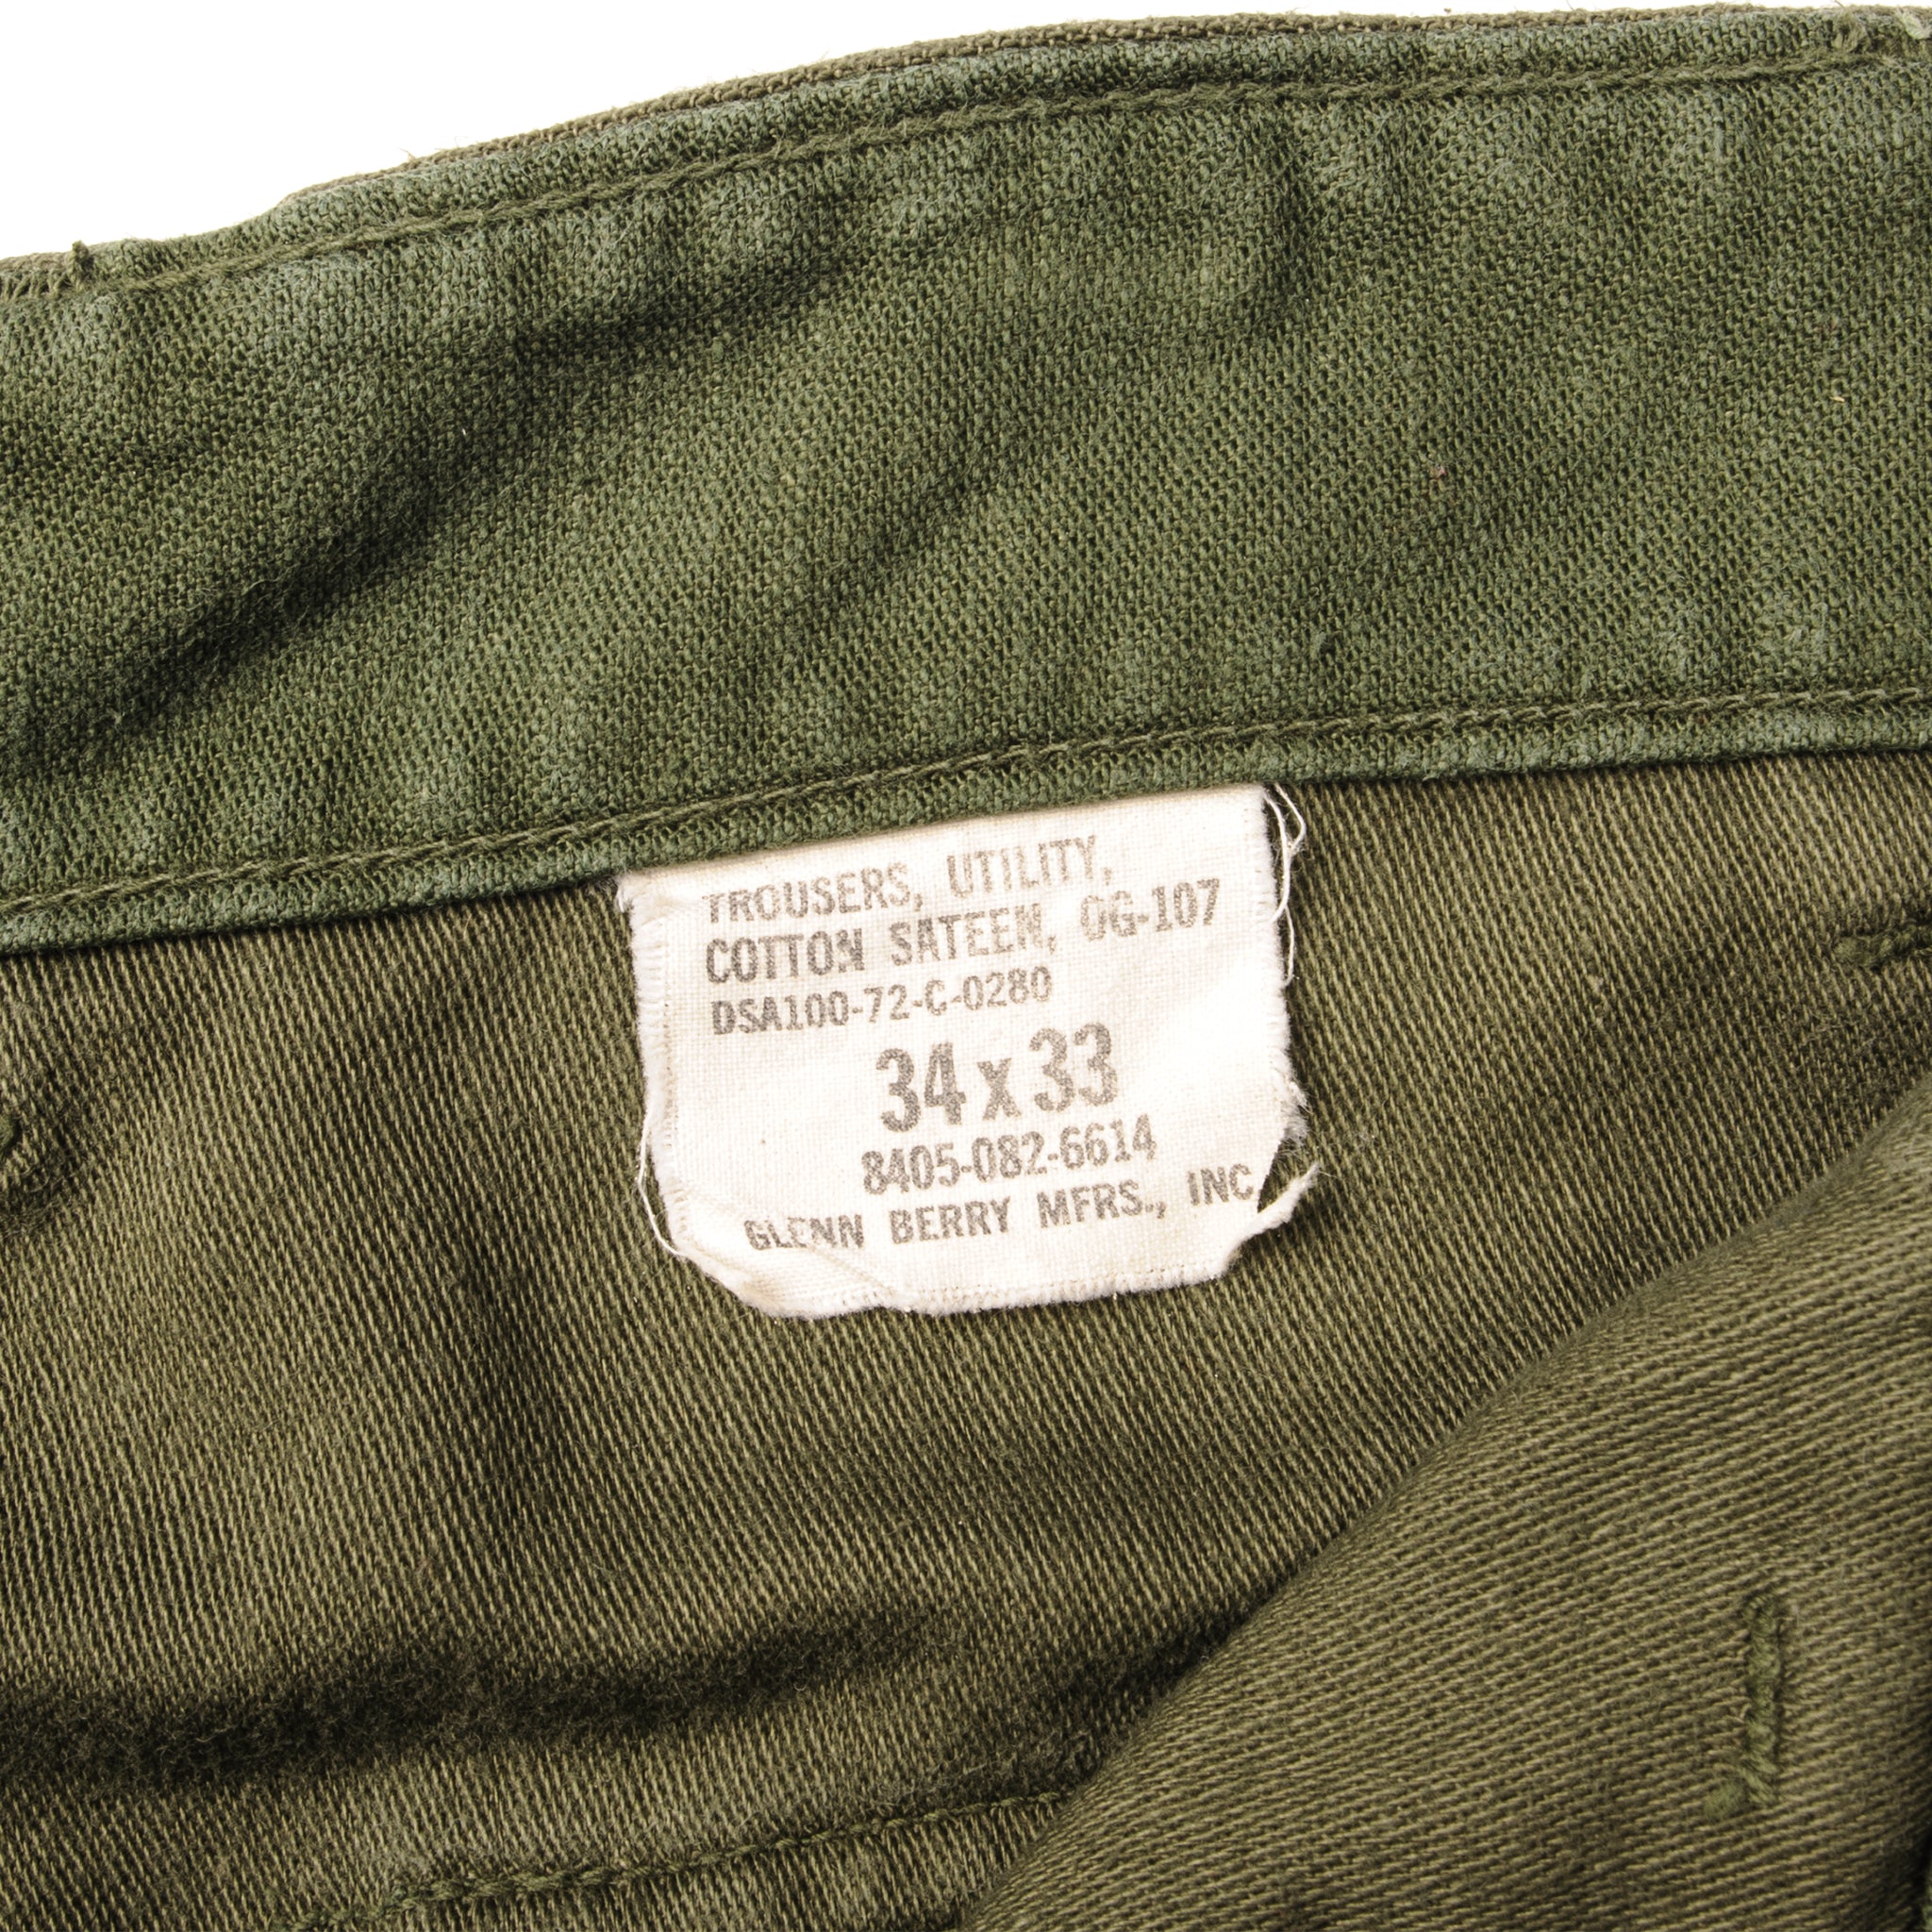 TROUSERS, UTILITY,
COTTON SATEEN, OG-107
DSA100-72-C-0280
34 x 33
8405-082-6614
GLENN BERRY MFRS., INC.